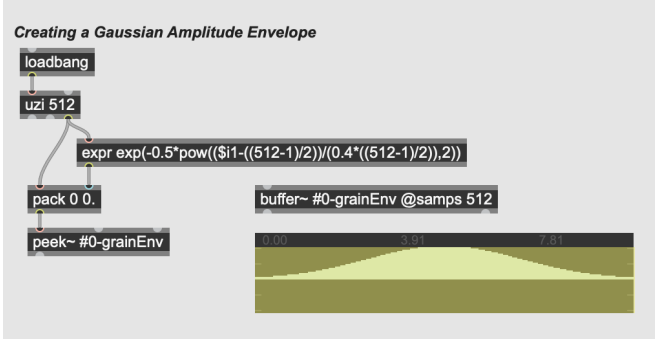 Creating a Gaussian Amplitude Envelope
loadbang
uzi 512
expr exp(-0.5*pow(($i1-((512-1)/2))/(0.4*((512-1)/2)),2))
pack 0 0.
buffer~ #0-grainEnv @samps 512
peek~ #0-grainEnv
0.00 3.91 7.81